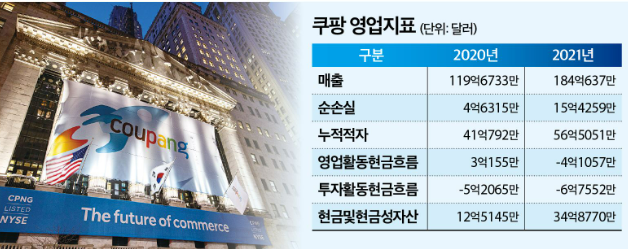 coupang
CPNG
LISTED
NYSE
The future of commerce
쿠팡 영업지표 (단위: 달러)
구분 2020년 2021년
매출 119억6733만 184억637만
순손실 4억6315만 15억4259만
누적적자 41억792만 56억5051만
영업활동현금흐름 3억155만 -4억1057만
투자활동현금흐름 -5억2065만 -6억7552만
현금및현금성자산 12억5145만 34억8770만